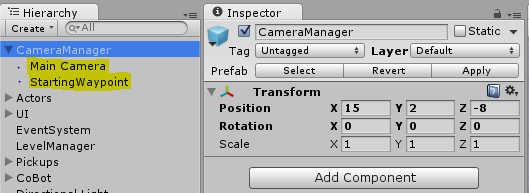 Hierarchy
Create All
CameraManager
Main Camera
StartingWaypoint
Actors
UI
EventSystem
LevelManager
Pickups
CoBot
Directional Light
Inspector
CameraManager Static
Tag Untagged Layer Default
Prefab Select Revert Apply
Transform
Position X 15 Y 2 Z -8
Rotation X 0 Y 0 Z 0
Scale X 1 Y 1 Z 1
Add Component